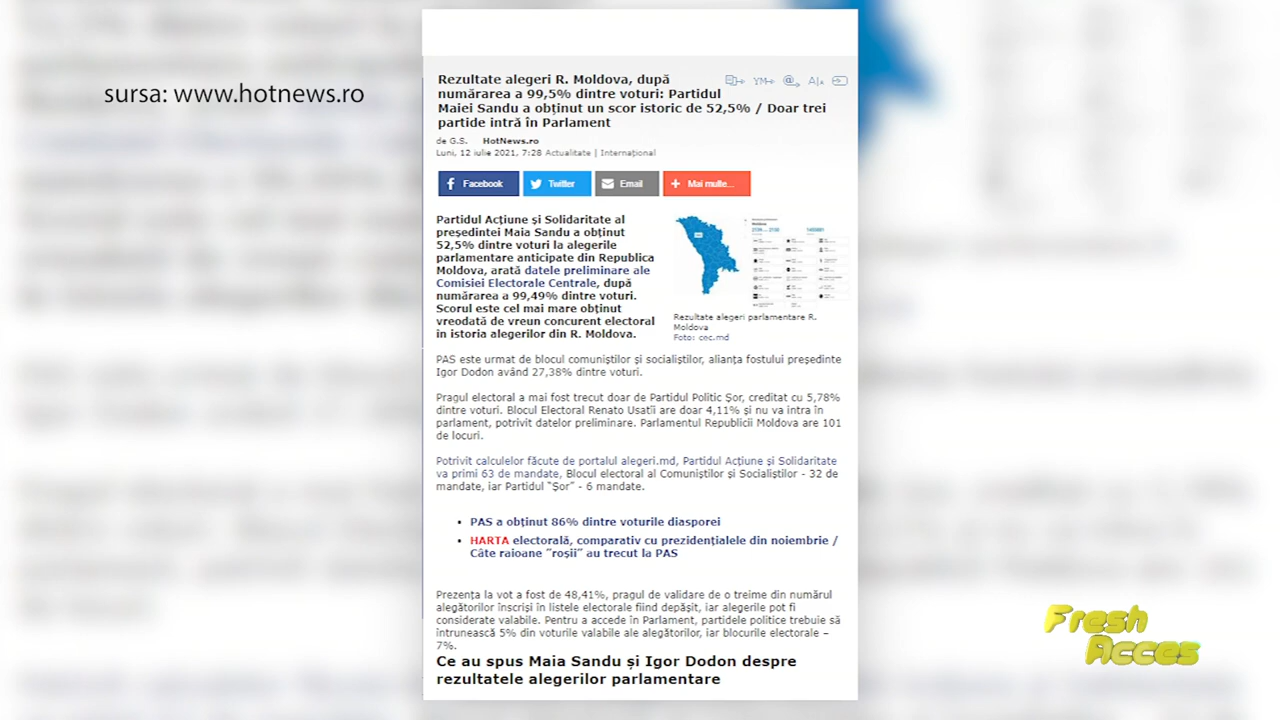 sursa: www.hotnews.ro
Rezultate alegeri R. Moldova, după
numărarea a 99,5% dintre voturi: Partidul
Maiei Sandu a obținut un scor istoric de 52,5% / Doar trei
partide intră în Parlament
de G.S. HotNews.ro
Luni, 12 iulie 2021, 7:28 Actualitate | Internațional
Facebook
Twitter
Email
Mai multe...
Partidul Acțiune și Solidaritate al
președintei Maia Sandu a obținut
52,5% dintre voturi la alegerile
parlamentare anticipate din Republica
Moldova, arată datele preliminare ale
Comisiei Electorale Centrale, după
numărarea a 99,49% dintre voturi.
Scorul este cel mai mare obținut
vreodată de vreun concurent electoral
în istoria alegerilor din R. Moldova.
Rezultate alegeri parlamentare R.
Moldova
Foto: cec.md
PAS este urmat de blocul comuniștilor și socialiștilor, alianța fostului președinte
Igor Dodon având 27,38% dintre voturi.
Pragul electoral a mai fost trecut doar de Partidul Politic Șor, creditat cu 5,78%
dintre voturi. Blocul Electoral Renato Usatîi are doar 4,11% și nu va intra în
parlament, potrivit datelor preliminare. Parlamentul Republicii Moldova are 101
de locuri.
Potrivit calculelor făcute de portalul alegeri.md, Partidul Acțiune și Solidaritate
va primi 63 de mandate, Blocul electoral al Comuniștilor și Socialiștilor - 32 de
mandate, iar Partidul "Șor" - 6 mandate.
• PAS a obținut 86% dintre voturile diasporei
• HARTA electorală, comparativ cu prezidențialele din noiembrie /
Câte raioane ”roșii” au trecut la PAS
Prezența la vot a fost de 48,41%, pragul de validare de o treime din numărul
alegătorilor înscriși în listele electorale fiind depășit, iar alegerile pot fi
considerate valabile. Pentru a accede în Parlament, partidele politice trebuie să
întrunească 5% din voturile valabile ale alegătorilor, iar blocurile electorale –
7%.
Ce au spus Maia Sandu și Igor Dodon despre
rezultatele alegerilor parlamentare
Fresh
Acces